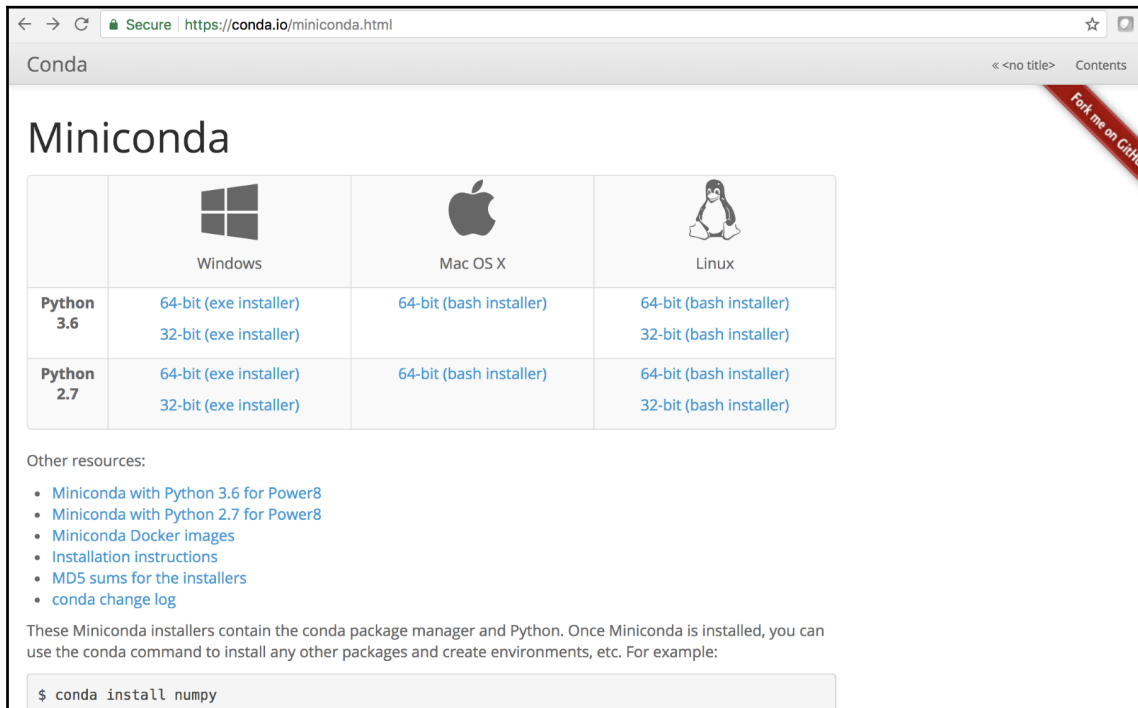 Secure https://conda.io/miniconda.html
Conda
« <no title> Contents
Fork me on
Miniconda
Windows Mac OS X Linux
Python 3.6
64-bit (exe installer) 64-bit (bash installer) 64-bit (bash installer)
32-bit (exe installer) 32-bit (bash installer)
Python 2.7
64-bit (exe installer) 64-bit (bash installer) 64-bit (bash installer)
32-bit (exe installer) 32-bit (bash installer)
Other resources:
• Miniconda with Python 3.6 for Power8
• Miniconda with Python 2.7 for Power8
• Miniconda Docker images
• Installation instructions
• MD5 sums for the installers
• conda change log
These Miniconda installers contain the conda package manager and Python. Once Miniconda is installed, you can
use the conda command to install any other packages and create environments, etc. For example:
$ conda install numpy